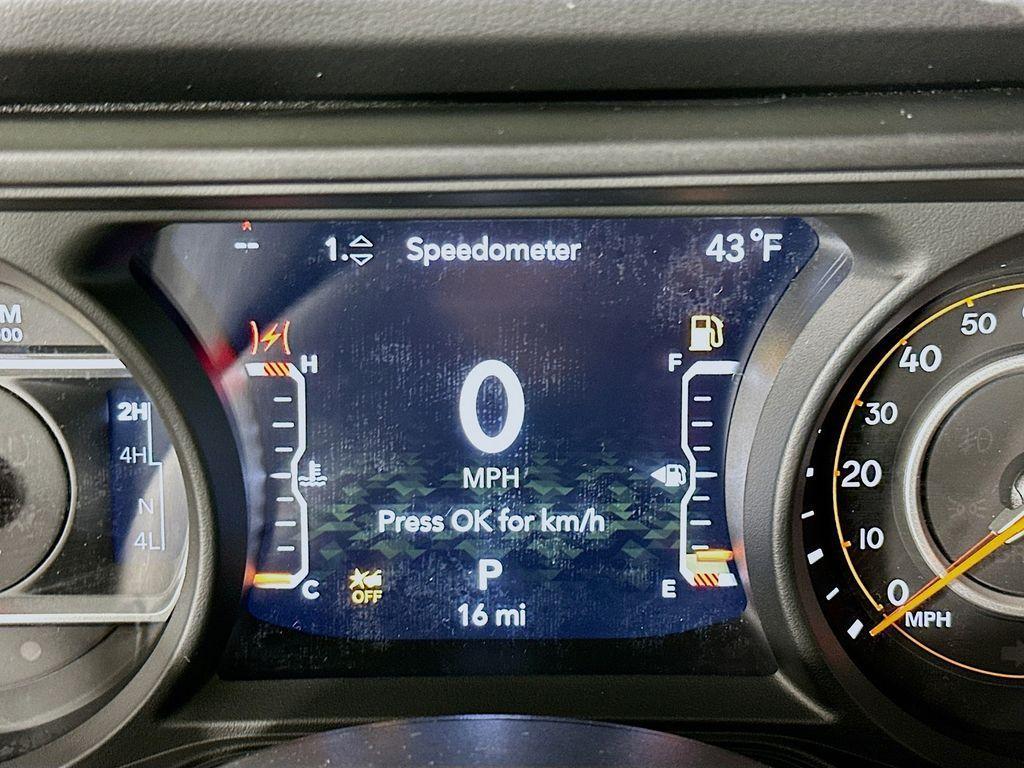 -- 1. Speedometer 43°F
M
00
2H
4H
N
4L
H
C
0
MPH
Press OK for km/h
P
16 mi
OFF
F
E
50
40
30
20
10
0
MPH